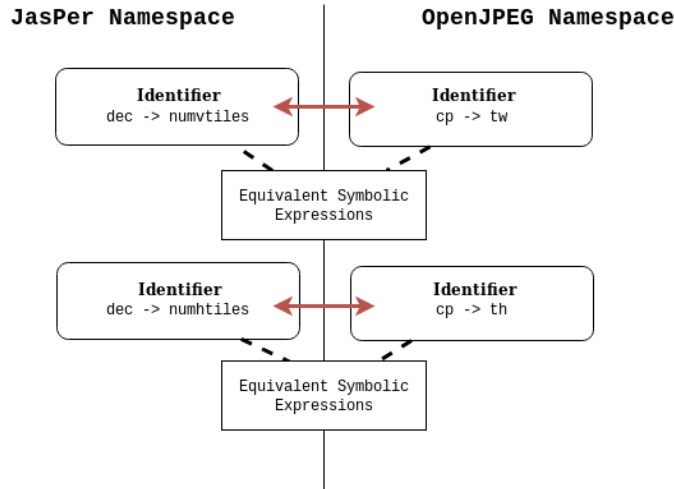 JasPer Namespace
OpenJPEG Namespace
Identifier
dec -> numvtiles
Identifier
cp -> tw
Equivalent Symbolic
Expressions
Identifier
dec -> numhtiles
Identifier
cp -> th
Equivalent Symbolic
Expressions